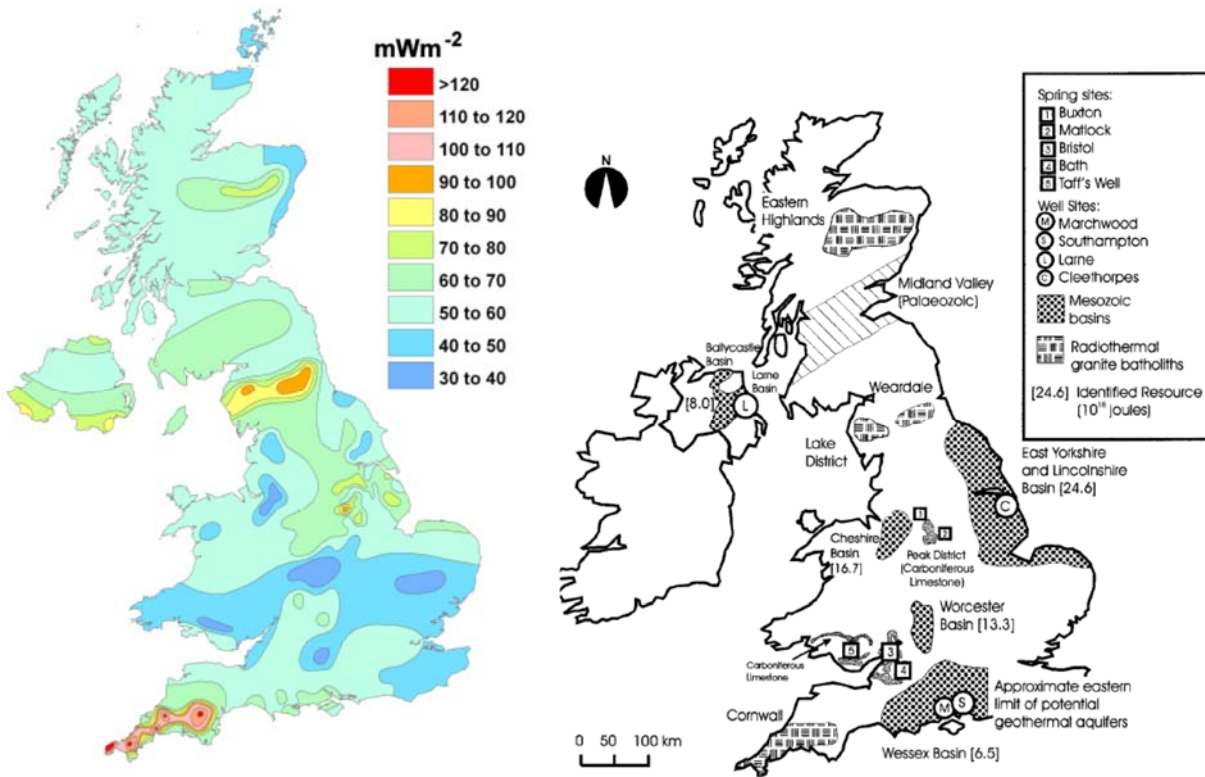 mWm-2
>120
110 to 120
100 to 110
90 to 100
80 to 90
70 to 80
60 to 70
50 to 60
40 to 50
30 to 40
N
Eastern
Highlands
Midland Valley
(Palaeozoic)
Ballycastle
Basin
Larne
Basin
[8.0]
L
Weardale
Lake
District
East Yorkshire
and Lincolnshire
Basin [24.6]
C
1
2
Cheshire
Basin
[16.7]
Peak District
(Carboniferous
Limestone)
Worcester
Basin [13.3]
Carboniferous
Limestone
5
3
4
Approximate eastern
limit of potential
geothermal aquifers
M
S
Cornwall
Wessex Basin [6.5]
0 50 100 km
Spring sites:
1 Buxton
2 Matlock
3 Bristol
4 Bath
5 Taff's Well
Well Sites:
M Marchwood
S Southampton
L Larne
C Cleethorpes
Mesozoic
basins
Radiothermal
granite batholiths
[24.6] Identified Resource
(10^18 joules)